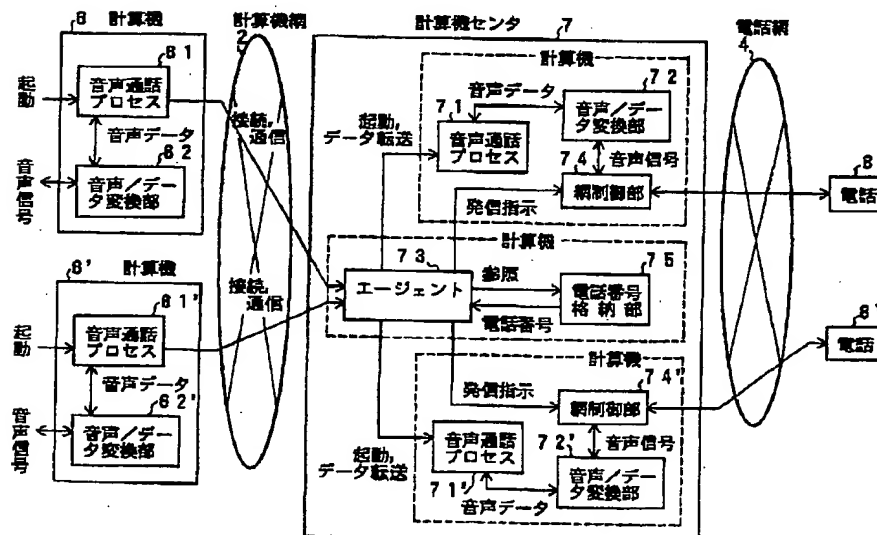 6 計算機
61
起動
音声通話
プロセス
音声データ
62
音声
信号
音声/デー
タ変換部
6' 計算機
61'
起動
音声通話
プロセス
音声データ
62'
音声
信号
音声/デー
タ変換部
計算機網
2
接続,
通信
接続,
通信
計算機センタ 7
計算機
音声データ
72
71
起動,
データ転送
音声通話
プロセス
音声/デー
タ変換部
74
音声信号
網制御部
発信指示
計算機
73
エージェント
参照
75
電話番号
格納部
電話番号
計算機
発信指示
74'
網制御部
音声信号
72'
起動,
データ転送
音声通話
プロセス
71'
音声データ
音声/デー
タ変換部
電話網
4
8
電話
8'
電話